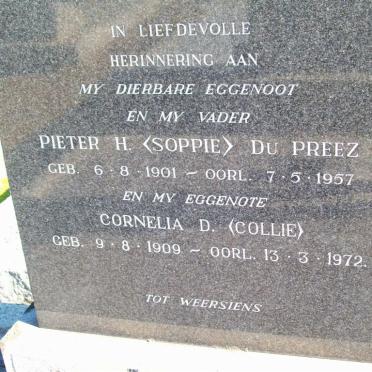 IN LIEFDEVOLLE
HERINNERING AAN
MY DIERBARE EGGENOOT
EN MY VADER
PIETER H. <SOPPIE> DU PREEZ
GEB. 6·8·1901 ~ OORL. 7·5·1957
EN MY EGGENOTE
CORNELIA D. <COLLIE>
GEB. 9·8·1909 ~ OORL. 13·3·1972.
TOT WEERSIENS